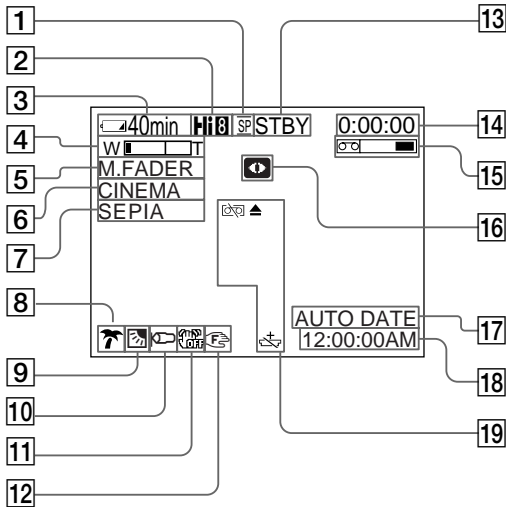 1
13
2
3
40min Hi8 SP STBY 0:00:00
14
4
W T
15
5
M.FADER
16
6
CINEMA
7
SEPIA
8
AUTO DATE
17
OFF F
12:00:00AM
18
9
10
19
11
12